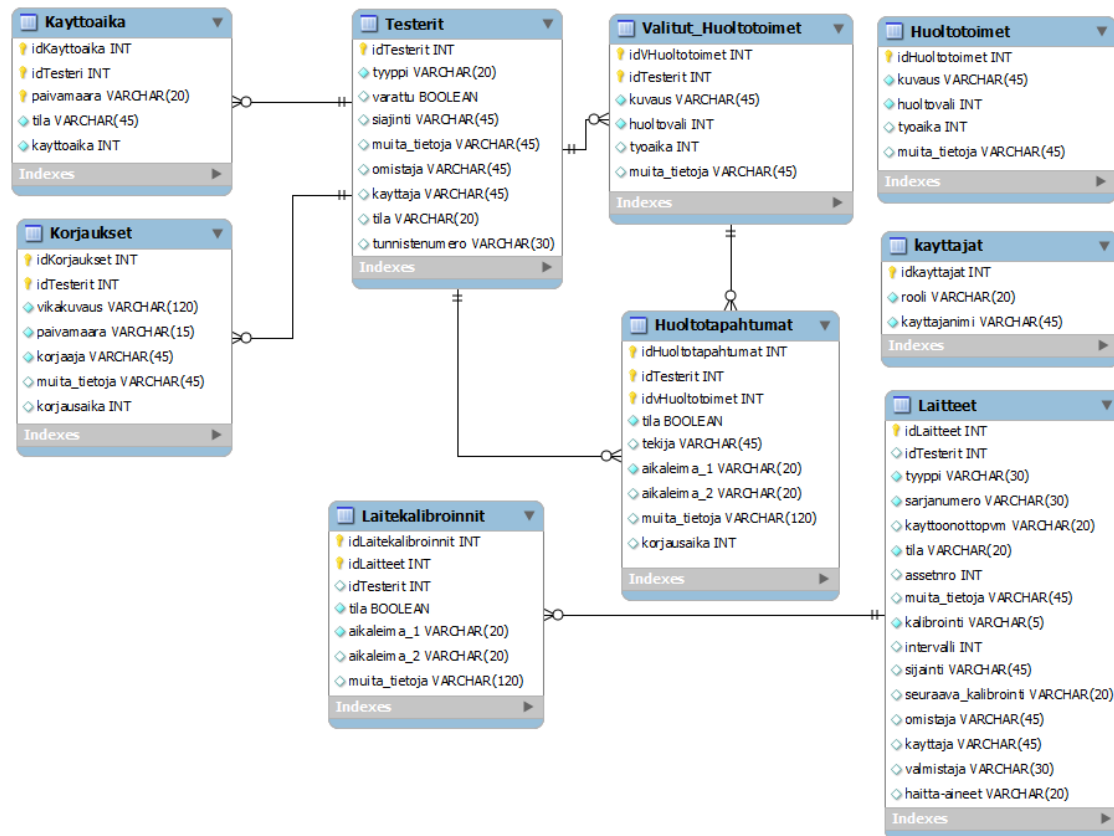 Kayttoaika
idKayttoaika INT
idTesteri INT
paivamaara VARCHAR(20)
tila VARCHAR(45)
kayttoaika INT
Indexes
Testerit
idTesterit INT
tyyppi VARCHAR(20)
varattu BOOLEAN
siajinti VARCHAR(45)
muita_tietoja VARCHAR(45)
omistaja VARCHAR(45)
kayttaja VARCHAR(45)
tila VARCHAR(20)
tunnistenumero VARCHAR(30)
Indexes
Valitut_Huoltotoimet
idVHuoltotoimet INT
idTesterit INT
kuvaus VARCHAR(45)
huoltovali INT
tyoaika INT
muita_tietoja VARCHAR(45)
Indexes
Huoltotoimet
idHuoltotoimet INT
kuvaus VARCHAR(45)
huoltovali INT
tyoaika INT
muita_tietoja VARCHAR(45)
Indexes
Korjaukset
idKorjaukset INT
idTesterit INT
vikakuvaus VARCHAR(120)
paivamaara VARCHAR(15)
korjaaja VARCHAR(45)
muita_tietoja VARCHAR(45)
korjausaika INT
Indexes
kayttajat
idkayttajat INT
rooli VARCHAR(20)
kayttajanimi VARCHAR(45)
Indexes
Huoltotapahtumat
idHuoltotapahtumat INT
idTesterit INT
idvHuoltotoimet INT
tila BOOLEAN
tekija VARCHAR(45)
aikaleima_1 VARCHAR(20)
aikaleima_2 VARCHAR(20)
muita_tietoja VARCHAR(120)
korjausaika INT
Indexes
Laitteet
idLaitteet INT
idTesterit INT
tyyppi VARCHAR(30)
sarjanumero VARCHAR(30)
kayttoonottopvm VARCHAR(20)
tila VARCHAR(20)
assetnro INT
muita_tietoja VARCHAR(45)
kalibrointi VARCHAR(5)
intervalli INT
sijainti VARCHAR(45)
seuraava_kalibrointi VARCHAR(20)
omistaja VARCHAR(45)
kayttaja VARCHAR(45)
valmistaja VARCHAR(30)
haitta-aineet VARCHAR(20)
Indexes
Laitekalibroinnit
idLaitekalibroinnit INT
idLaitteet INT
idTesterit INT
tila BOOLEAN
aikaleima_1 VARCHAR(20)
aikaleima_2 VARCHAR(20)
muita_tietoja VARCHAR(120)
Indexes